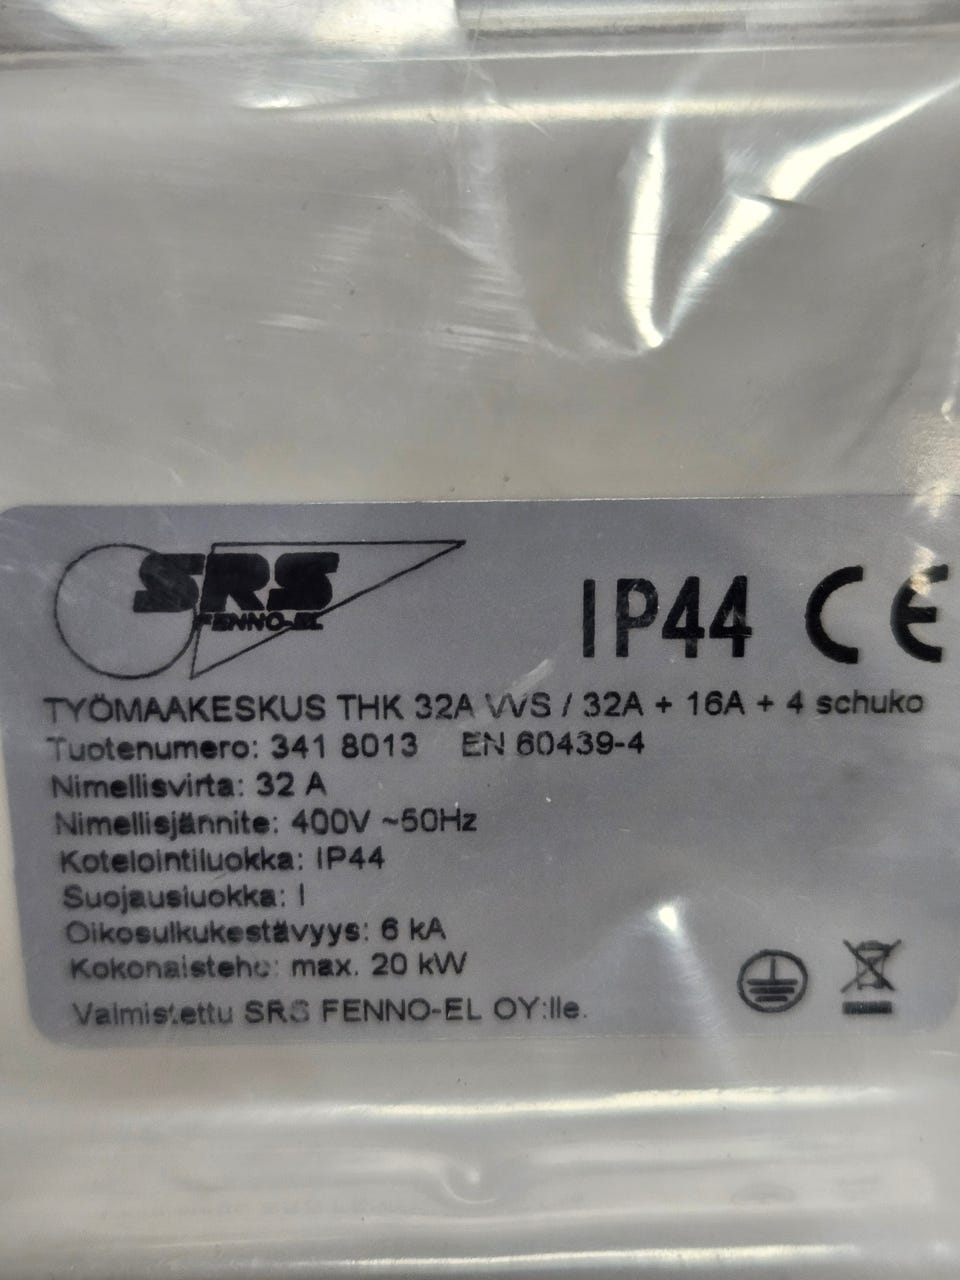 SRS
FENNO-EL
IP44 CE
TYÖMAAKESKUS THK 32A VVS / 32A + 16A + 4 schuko
Tuotenumero: 341 8013 EN 60439-4
Nimellisvirta: 32 A
Nimellisjännite: 400V ~50Hz
Kotelointiluokka: IP44
Suojausluokka: I
Oikosulkukestävyys: 6 kA
Kokonaisteho: max. 20 kW
Valmistettu SRS FENNO-EL OY:lle.